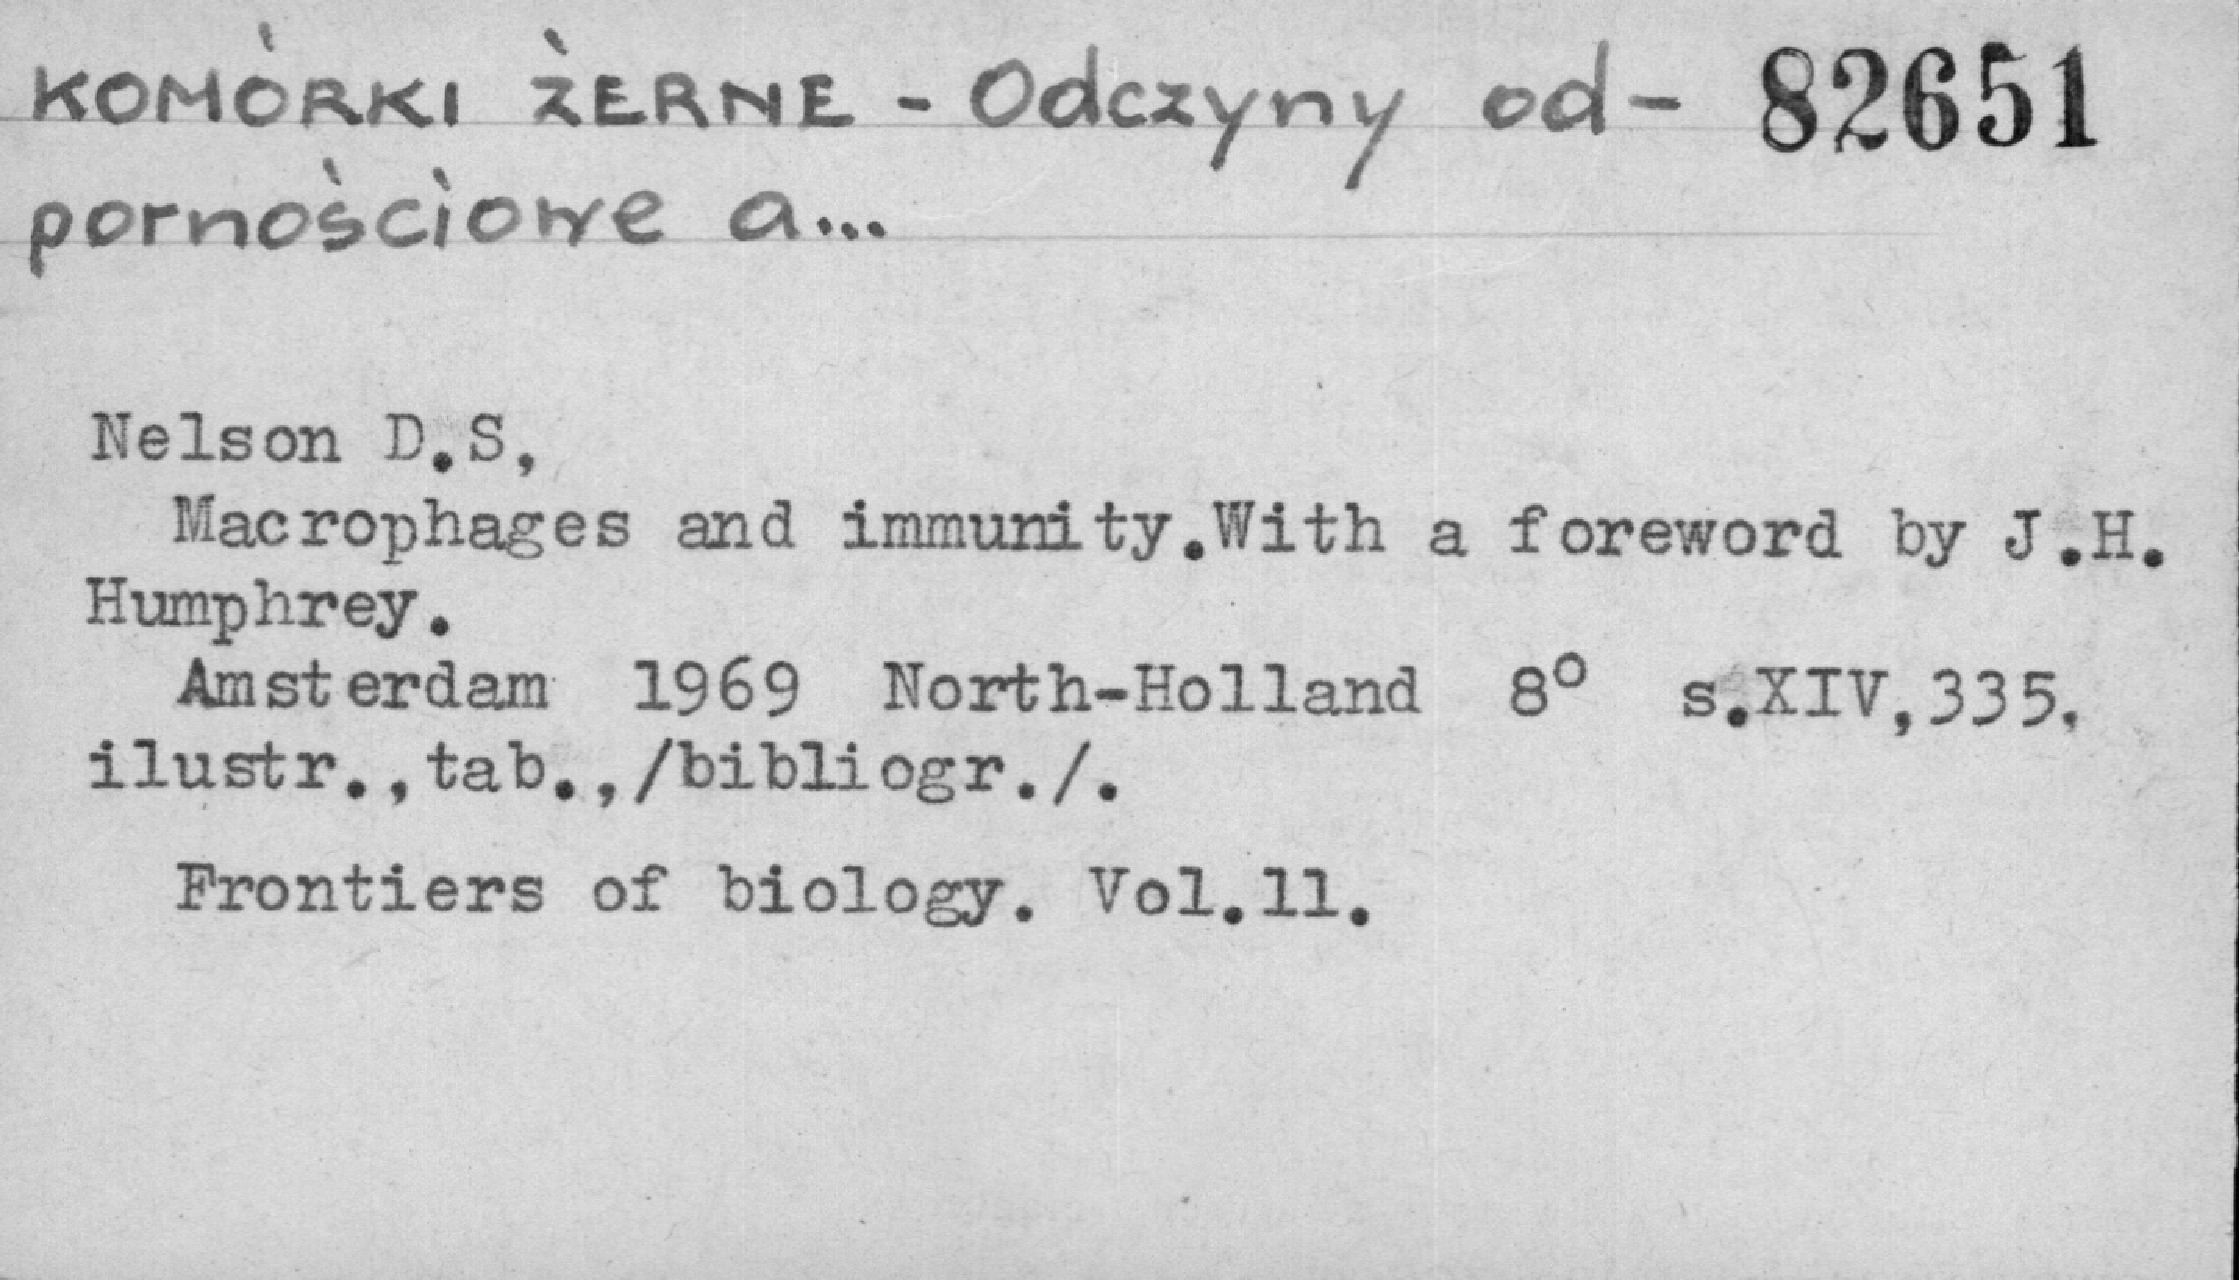 KOMÓRKI ŻERNE - Odczyny od- 82651
pornościowe a...
Nelson D.S,
Macrophages and immunity.With a foreword by J.H.
Humphrey.
Amsterdam 1969 North-Holland 8° s.XIV,335.
ilustr.,tab.,/bibliogr./.
Frontiers of biology. Vol.11.